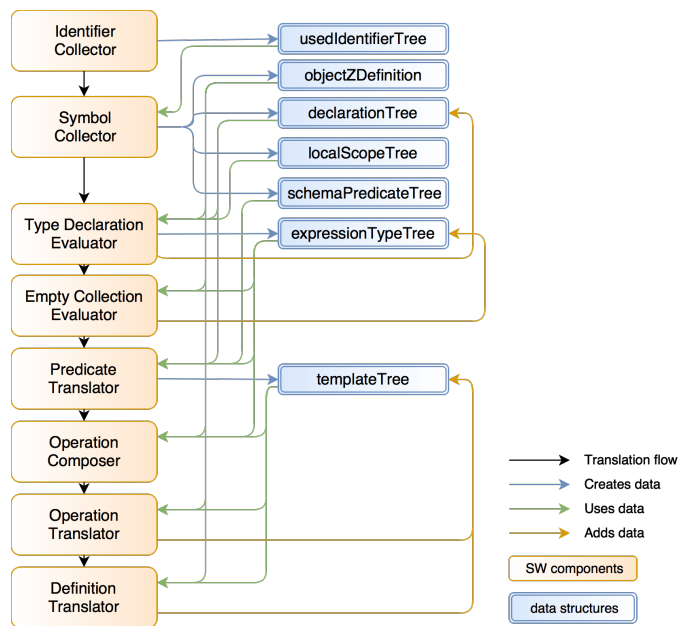 Identifier
Collector
usedIdentifierTree
objectZDefinition
Symbol
Collector
declarationTree
localScopeTree
schemaPredicateTree
Type Declaration
Evaluator
expressionTypeTree
Empty Collection
Evaluator
Predicate
Translator
templateTree
Operation
Composer
Operation
Translator
Definition
Translator
Translation flow
Creates data
Uses data
Adds data
SW components
data structures